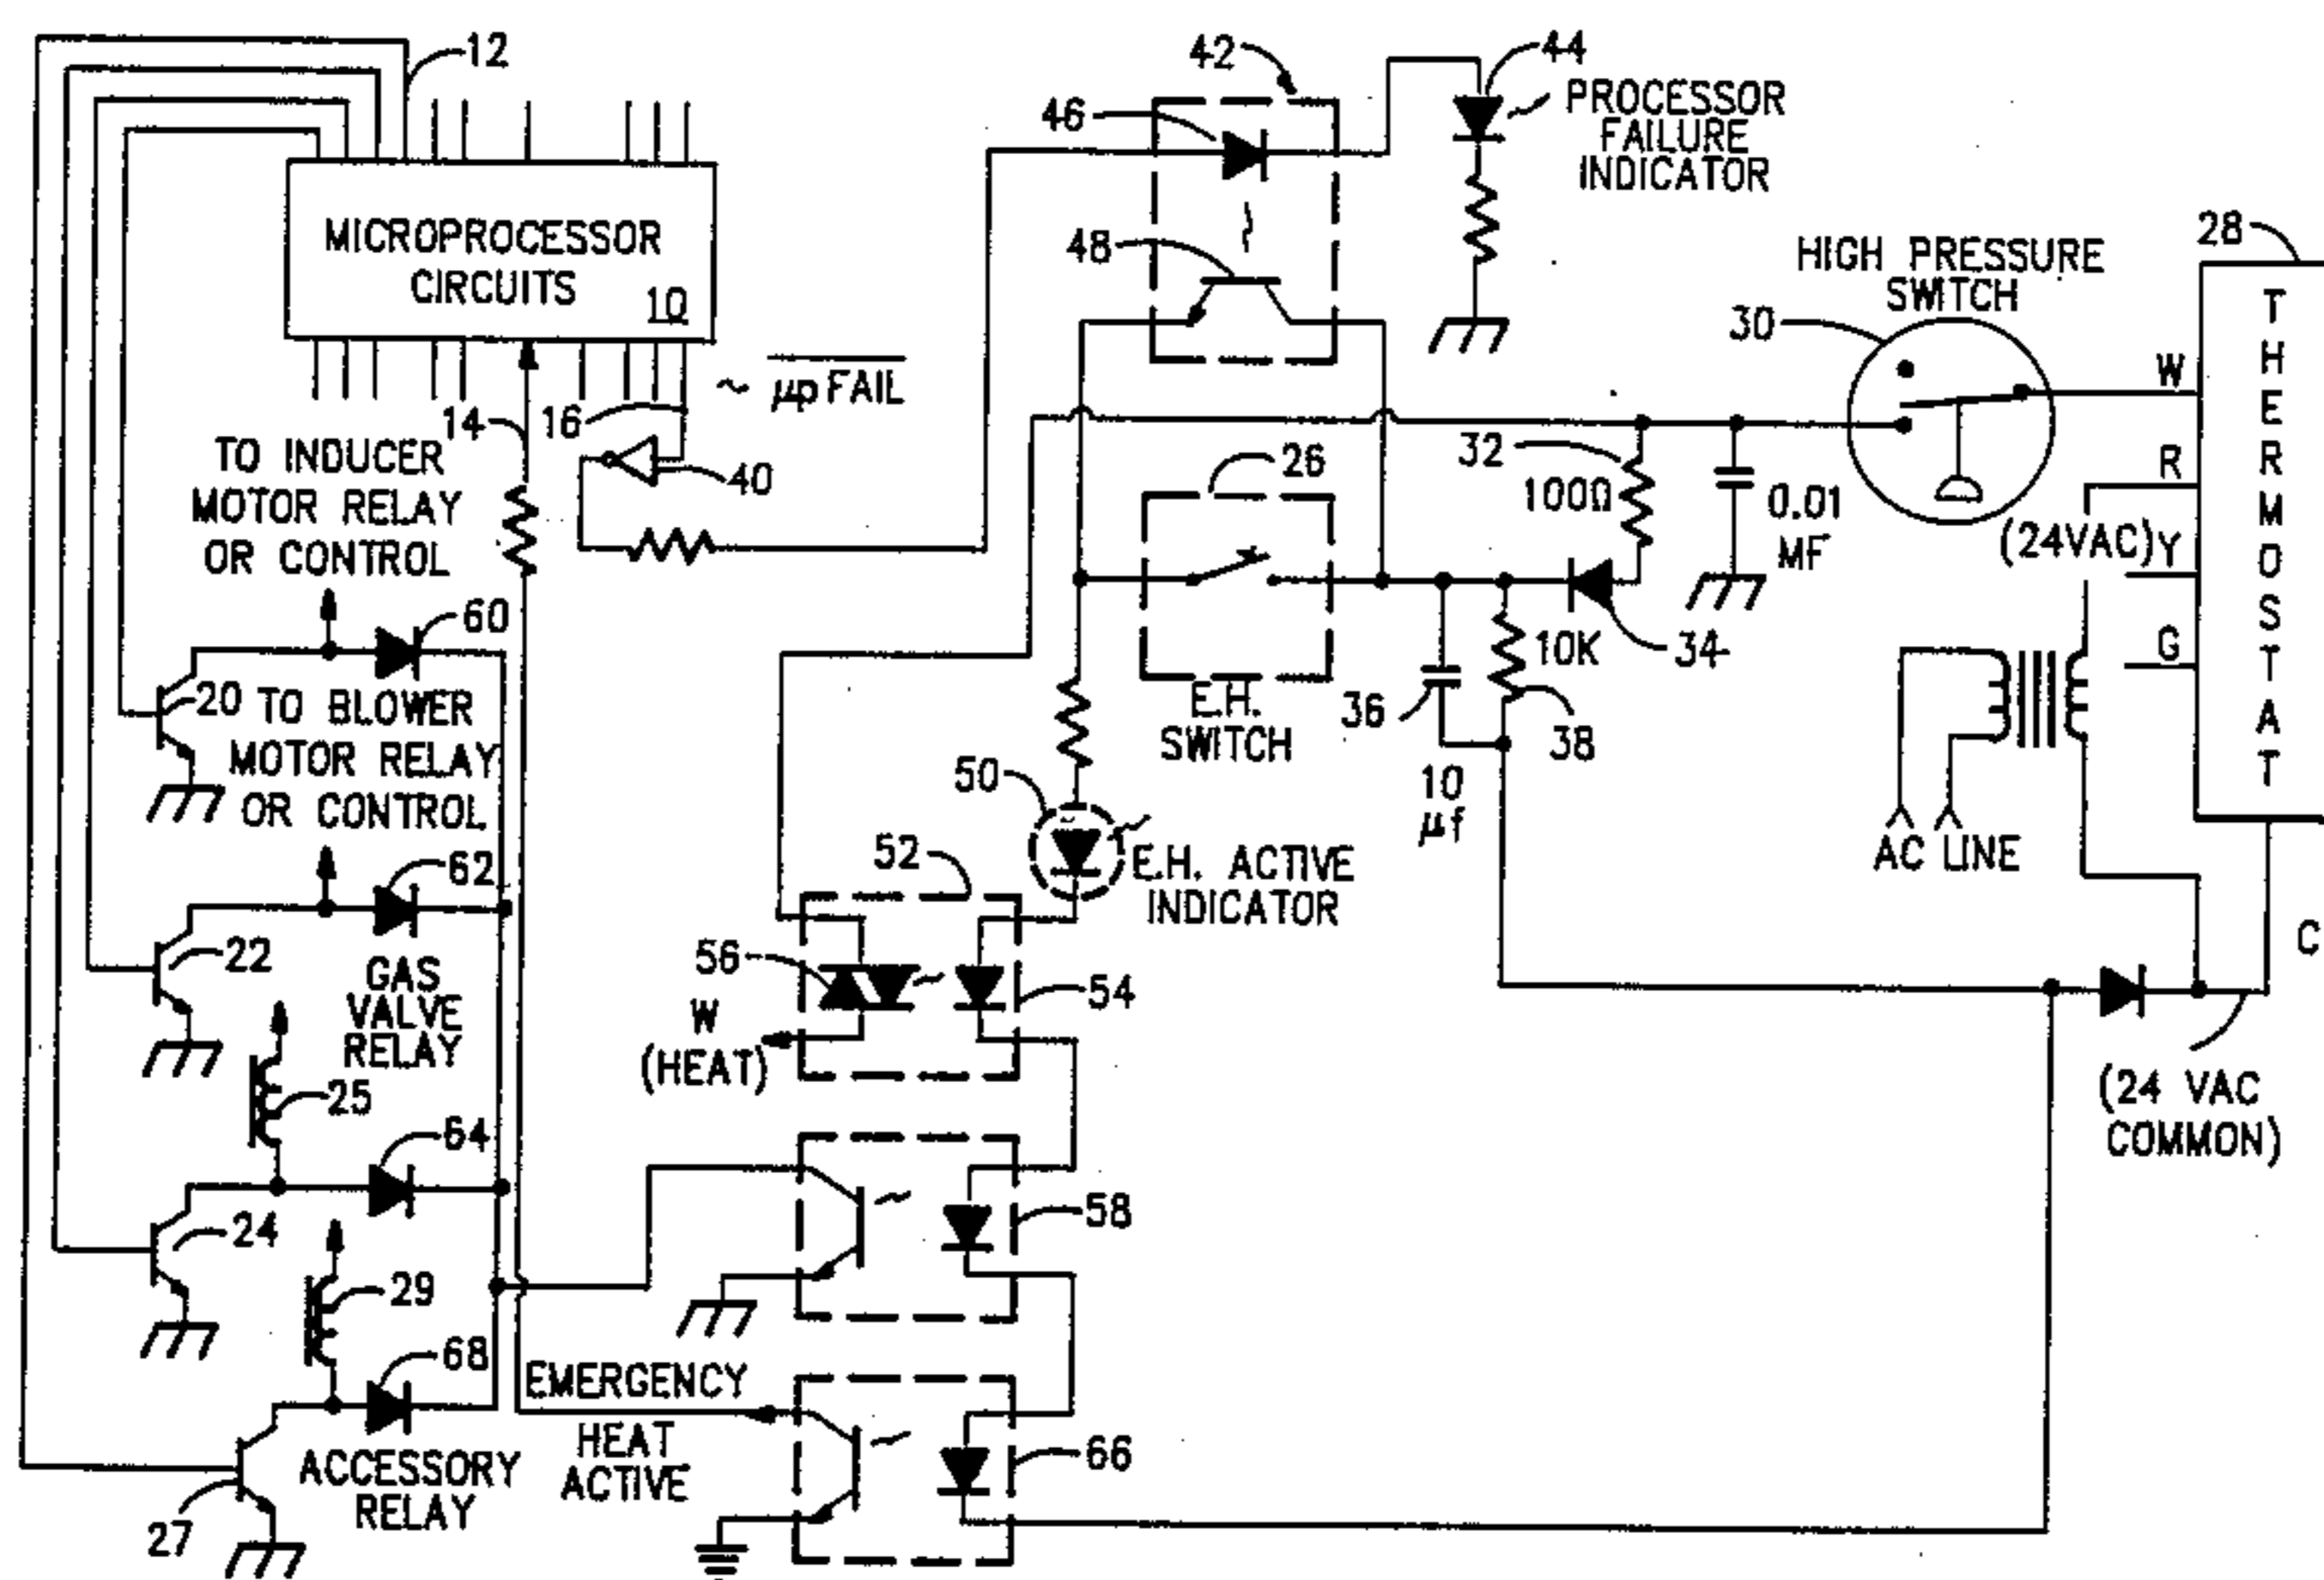 12
MICROPROCESSOR
CIRCUITS
10
14
16
~ μp FAIL
40
TO INDUCER
MOTOR RELAY
OR CONTROL
60
20
TO BLOWER
MOTOR RELAY
OR CONTROL
62
22
GAS
VALVE
RELAY
25
64
24
29
68
ACCESSORY
RELAY
27
EMERGENCY
HEAT
ACTIVE
42
44
46
PROCESSOR
FAILURE
INDICATOR
48
26
E.H.
SWITCH
32
100Ω
0.01
MF
10K
34
36
38
10
μf
50
E.H. ACTIVE
INDICATOR
52
56
54
W
(HEAT)
58
66
HIGH PRESSURE
SWITCH
30
28
THERMOSTAT
W
R
(24VAC)
Y
G
C
AC LINE
(24 VAC
COMMON)